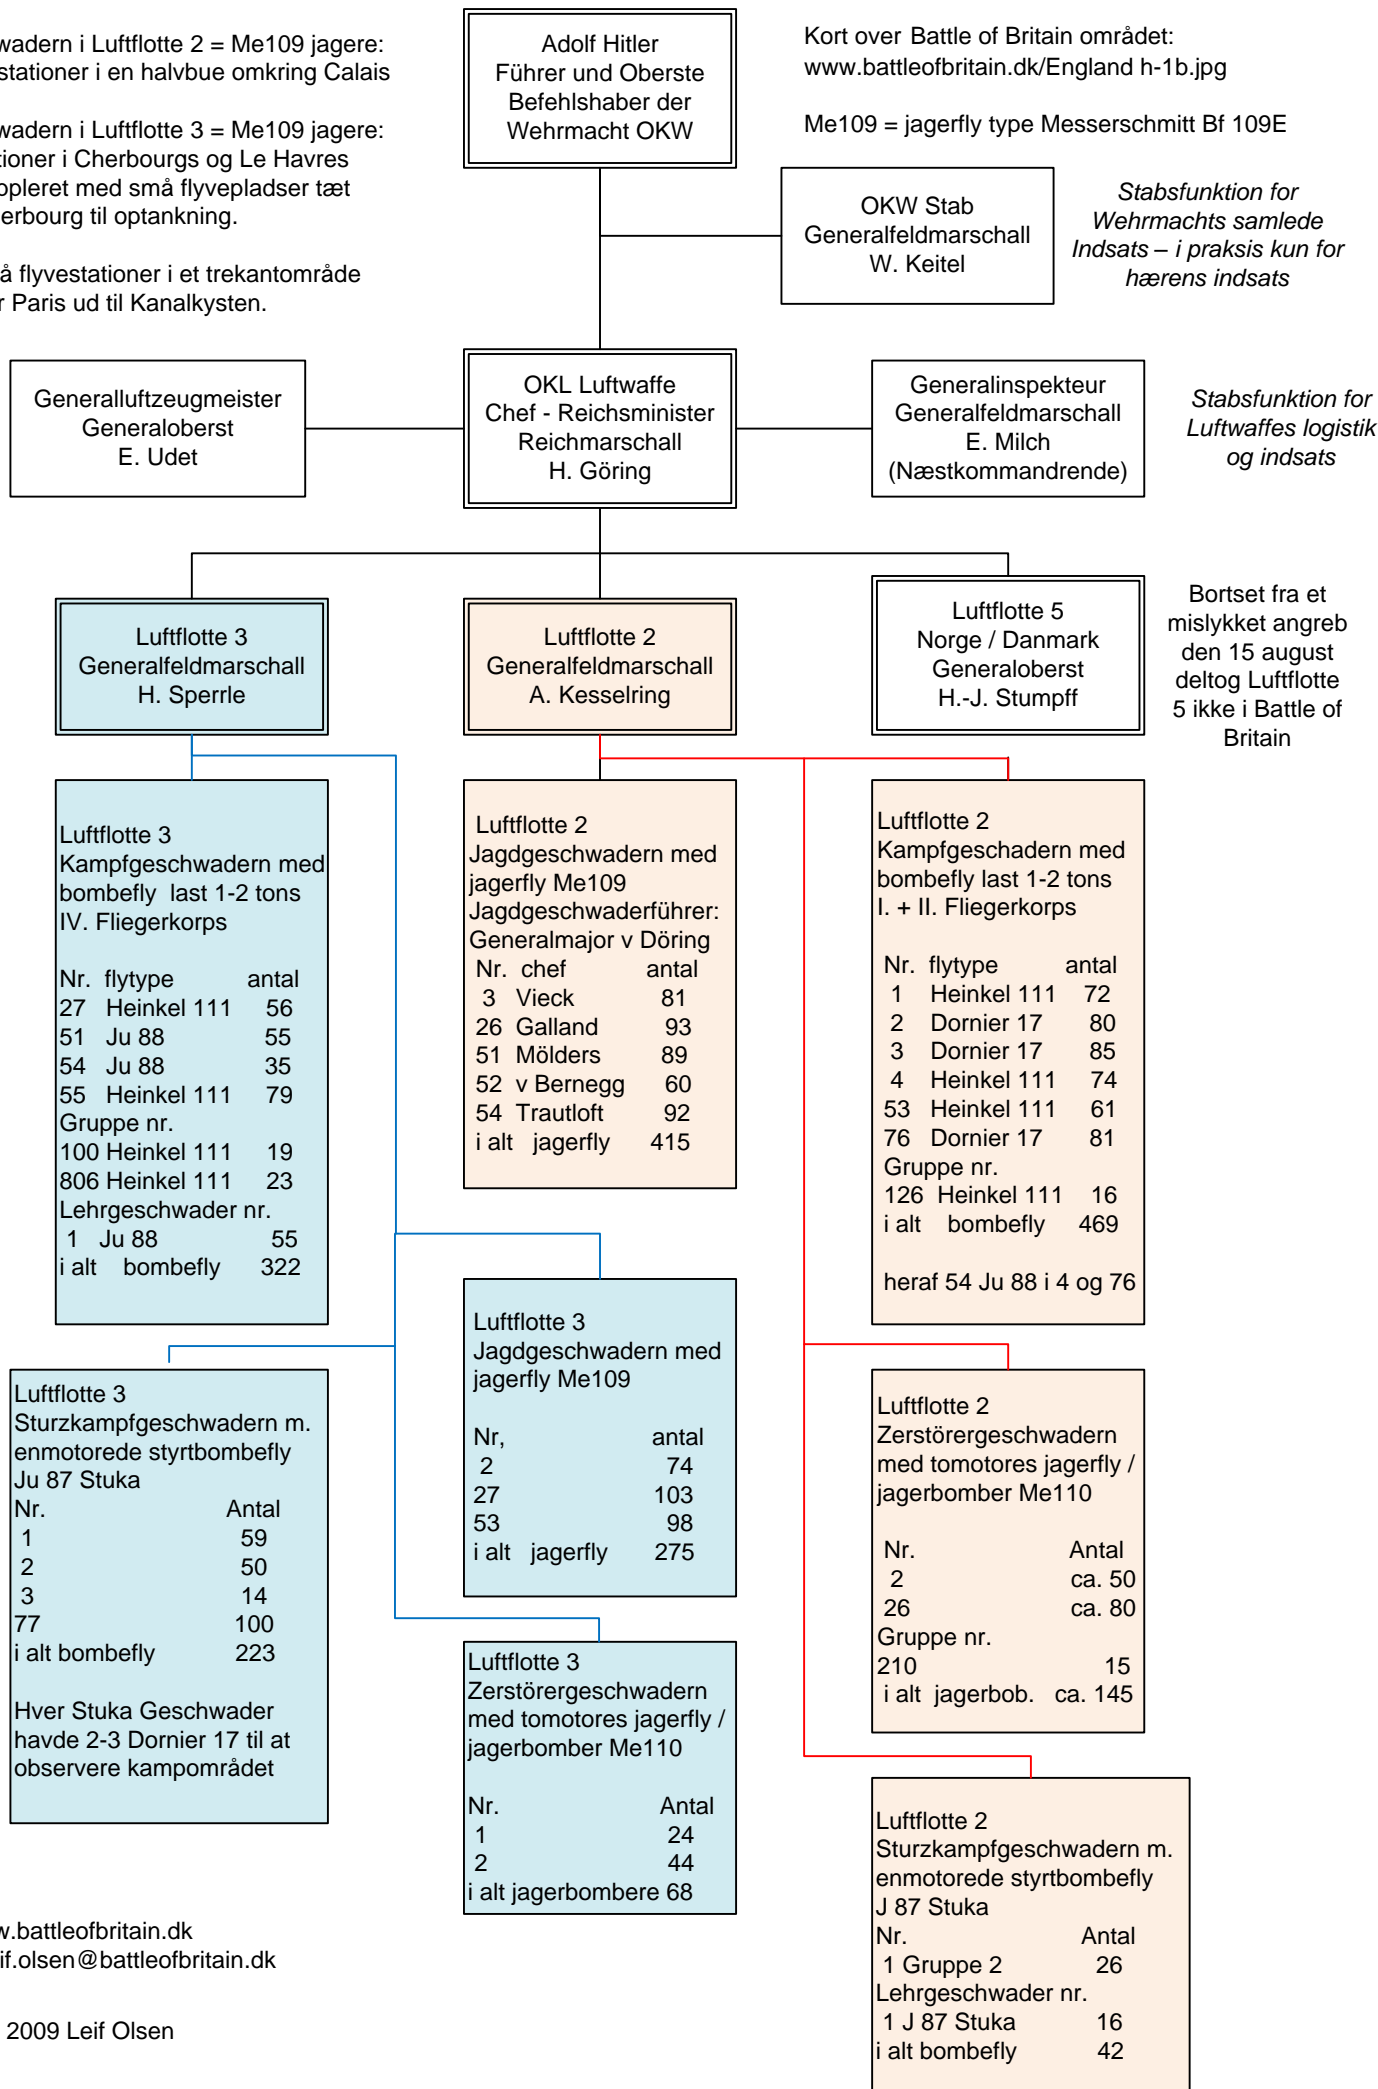 wadern i Luftflotte 2 = Me109 jagere:
stationer i en halvbue omkring Calais
wadern i Luftflotte 3 = Me109 jagere:
tioner i Cherbourgs og Le Havres
opleret med små flyvepladser tæt
erbourg til optankning.
å flyvestationer i et trekantområde
r Paris ud til Kanalkysten.
Adolf Hitler
Führer und Oberste
Befehlshaber der
Wehrmacht OKW
Kort over Battle of Britain området:
www.battleofbritain.dk/England h-1b.jpg
Me109 = jagerfly type Messerschmitt Bf 109E
OKW Stab
Generalfeldmarschall
W. Keitel
Stabsfunktion for
Wehrmachts samlede
Indsats – i praksis kun for
hærens indsats
Generalluftzeugmeister
Generaloberst
E. Udet
OKL Luftwaffe
Chef - Reichsminister
Reichmarschall
H. Göring
Generalinspekteur
Generalfeldmarschall
E. Milch
(Næstkommandrende)
Stabsfunktion for
Luftwaffes logistik
og indsats
Luftflotte 3
Generalfeldmarschall
H. Sperrle
Luftflotte 2
Generalfeldmarschall
A. Kesselring
Luftflotte 5
Norge / Danmark
Generaloberst
H.-J. Stumpff
Bortset fra et
mislykket angreb
den 15 august
deltog Luftflotte
5 ikke i Battle of
Britain
Luftflotte 3
Kampfgeschwadern med
bombefly last 1-2 tons
IV. Fliegerkorps
Nr. flytype antal
27 Heinkel 111 56
51 Ju 88 55
54 Ju 88 35
55 Heinkel 111 79
Gruppe nr.
100 Heinkel 111 19
806 Heinkel 111 23
Lehrgeschwader nr.
1 Ju 88 55
i alt bombefly 322
Luftflotte 2
Jagdgeschwadern med
jagerfly Me109
Jagdgeschwaderführer:
Generalmajor v Döring
Nr. chef antal
3 Vieck 81
26 Galland 93
51 Mölders 89
52 v Bernegg 60
54 Trautloft 92
i alt jagerfly 415
Luftflotte 2
Kampfgeschadern med
bombefly last 1-2 tons
I. + II. Fliegerkorps
Nr. flytype antal
1 Heinkel 111 72
2 Dornier 17 80
3 Dornier 17 85
4 Heinkel 111 74
53 Heinkel 111 61
76 Dornier 17 81
Gruppe nr.
126 Heinkel 111 16
i alt bombefly 469
heraf 54 Ju 88 i 4 og 76
Luftflotte 3
Sturzkampfgeschwadern m.
enmotorede styrtbombefly
Ju 87 Stuka
Nr. Antal
1 59
2 50
3 14
77 100
i alt bombefly 223
Hver Stuka Geschwader
havde 2-3 Dornier 17 til at
observere kampområdet
Luftflotte 3
Jagdgeschwadern med
jagerfly Me109
Nr, antal
2 74
27 103
53 98
i alt jagerfly 275
Luftflotte 2
Zerstörergeschwadern
med tomotores jagerfly /
jagerbomber Me110
Nr. Antal
2 ca. 50
26 ca. 80
Gruppe nr.
210 15
i alt jagerbob. ca. 145
Luftflotte 3
Zerstörergeschwadern
med tomotores jagerfly /
jagerbomber Me110
Nr. Antal
1 24
2 44
i alt jagerbombere 68
Luftflotte 2
Sturzkampfgeschwadern m.
enmotorede styrtbombefly
J 87 Stuka
Nr. Antal
1 Gruppe 2 26
Lehrgeschwader nr.
1 J 87 Stuka 16
i alt bombefly 42
w.battleofbritain.dk
if.olsen@battleofbritain.dk
2009 Leif Olsen